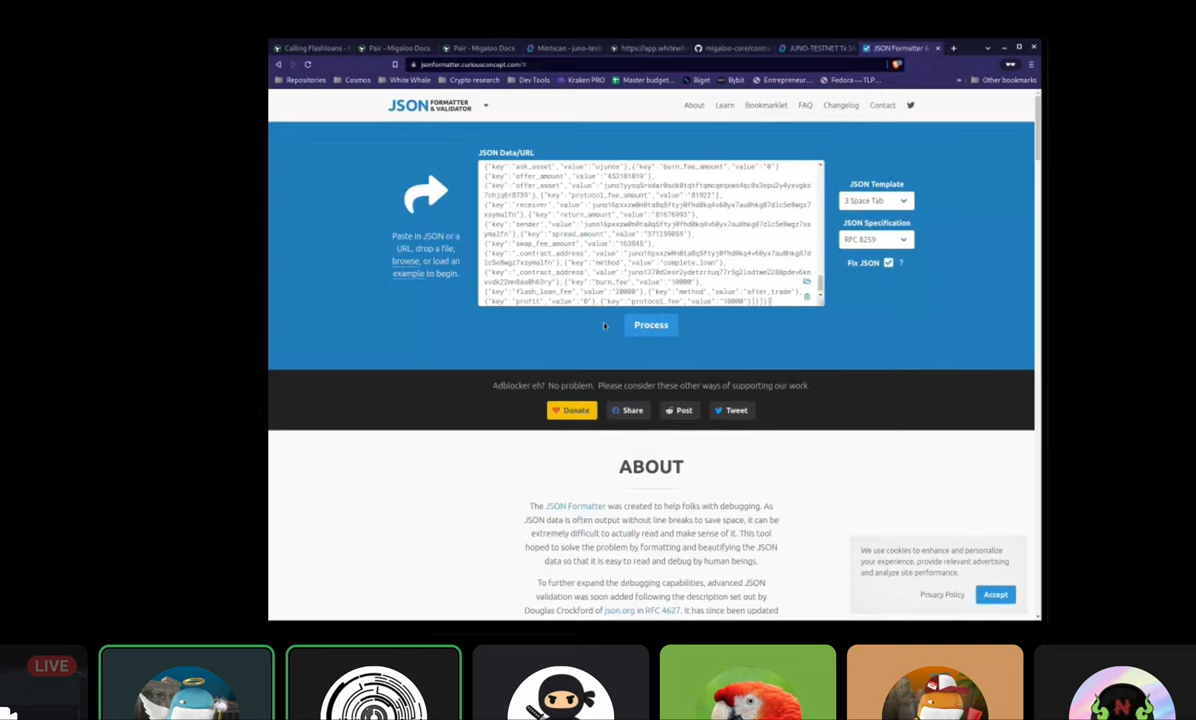 Calling Flashloans -
Pair - Migaloo Docs
Pair - Migaloo Docs
Mintscan - juno-test
https://app.whitewh
migaloo-core/contra
JUNO-TESTNET Tx 3
JSON Formatter &
jsonformatter.curiousconcept.com/#
Repositories
Cosmos
White Whale
Crypto research
Dev Tools
Kraken PRO
Master budget...
Biget
Bybit
Entrepreneur...
Fedora — TLP...
Other bookmarks
JSON FORMATTER & VALIDATOR
About
Learn
Bookmarklet
FAQ
Changelog
Contact
JSON Data/URL
{"key":"ask_asset","value":"ujunox"},{"key":"burn_fee_amount","value":"0"}
{"key":"offer_amount","value":"453181819"},
{"key":"protocol_fee_amount","value":"81922"},
"return_amount","value":"81676993"},
{"key":"spread_amount","value":"371259059"},
{"key":"swap_fee_amount","value":"163845"},
{"key":"method","value":"complete_loan"},
{"key":"burn_fee","value":"10000"},
{"key":"flash_loan_fee","value":"20000"},{"key":"method","value":"after_trade"},
{"key":"profit","value":"0"},{"key":"protocol_fee","value":"10000"}]}]}]
Paste in JSON or a
URL, drop a file,
browse, or load an
example to begin.
JSON Template
3 Space Tab
JSON Specification
RFC 8259
Fix JSON
?
Process
Adblocker eh? No problem. Please consider these other ways of supporting our work
Donate
Share
Post
Tweet
ABOUT
The JSON Formatter was created to help folks with debugging. As
JSON data is often output without line breaks to save space, it can be
extremely difficult to actually read and make sense of it. This tool
hoped to solve the problem by formatting and beautifying the JSON
data so that it is easy to read and debug by human beings.
To further expand the debugging capabilities, advanced JSON
validation was soon added following the description set out by
Douglas Crockford of json.org in RFC 4627. It has since been updated
We use cookies to enhance and personalize
your experience, provide relevant advertising
and analyze site performance.
Privacy Policy
Accept
LIVE
N